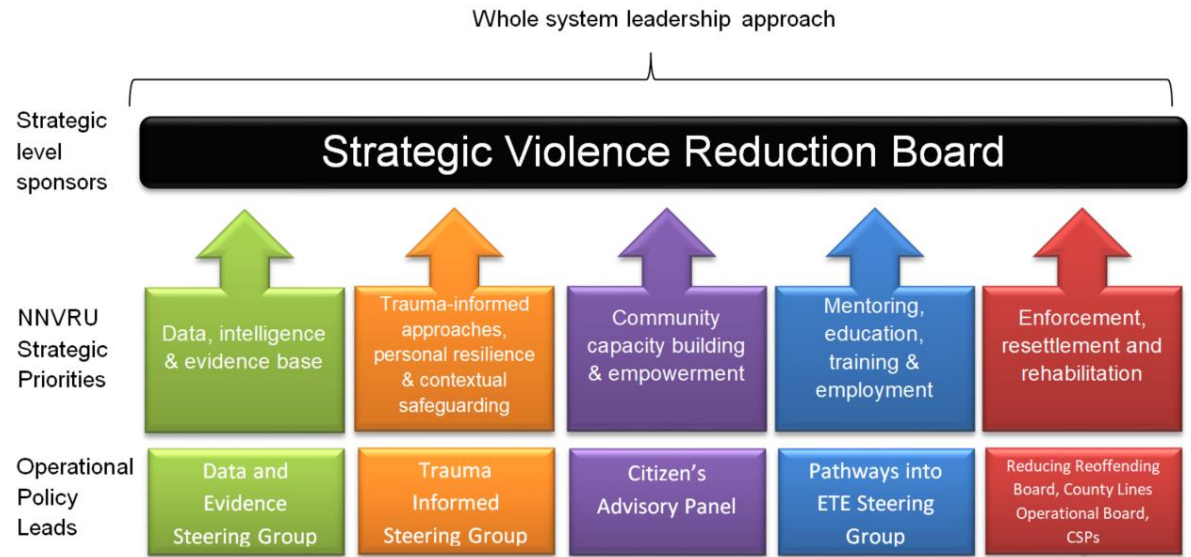 Whole system leadership approach
Strategic
level
sponsors
Strategic Violence Reduction Board
NNVRU
Strategic
Priorities
Data, intelligence
& evidence base
Trauma-informed
approaches,
personal resilience
& contextual
safeguarding
Community
capacity building
& empowerment
Mentoring,
education,
training &
employment
Enforcement,
resettlement and
rehabilitation
Operational
Policy
Leads
Data and
Evidence
Steering Group
Trauma
Informed
Steering Group
Citizen's
Advisory Panel
Pathways into
ETE Steering
Group
Reducing Reoffending
Board, County Lines
Operational Board,
CSPs